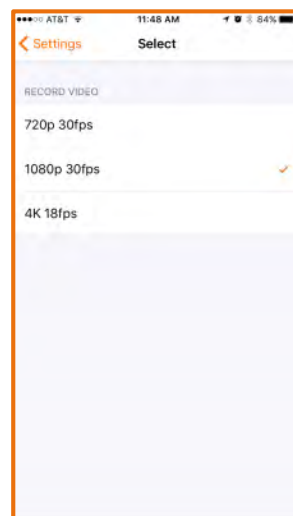 AT&T 11:48 AM 84%
Settings Select
RECORD VIDEO
720p 30fps
1080p 30fps
4K 18fps